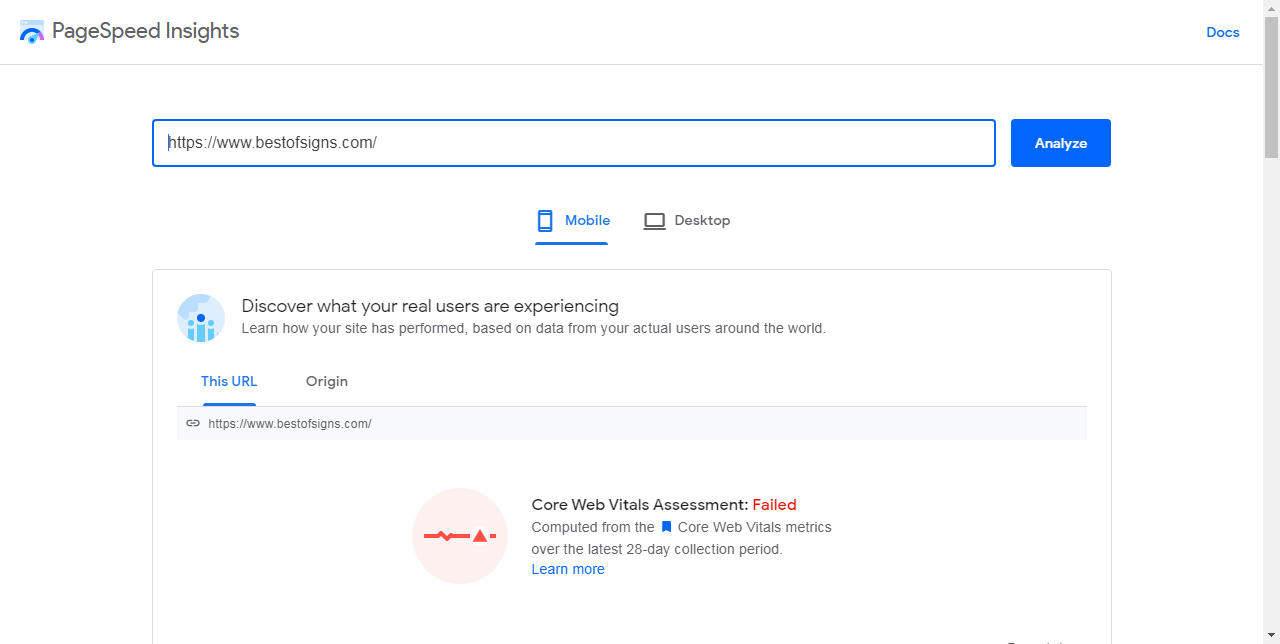 PageSpeed Insights
Docs
https://www.bestofsigns.com/
Analyze
Mobile
Desktop
Discover what your real users are experiencing
Learn how your site has performed, based on data from your actual users around the world.
This URL
Origin
https://www.bestofsigns.com/
Core Web Vitals Assessment: Failed
Computed from the Core Web Vitals metrics
over the latest 28-day collection period.
Learn more